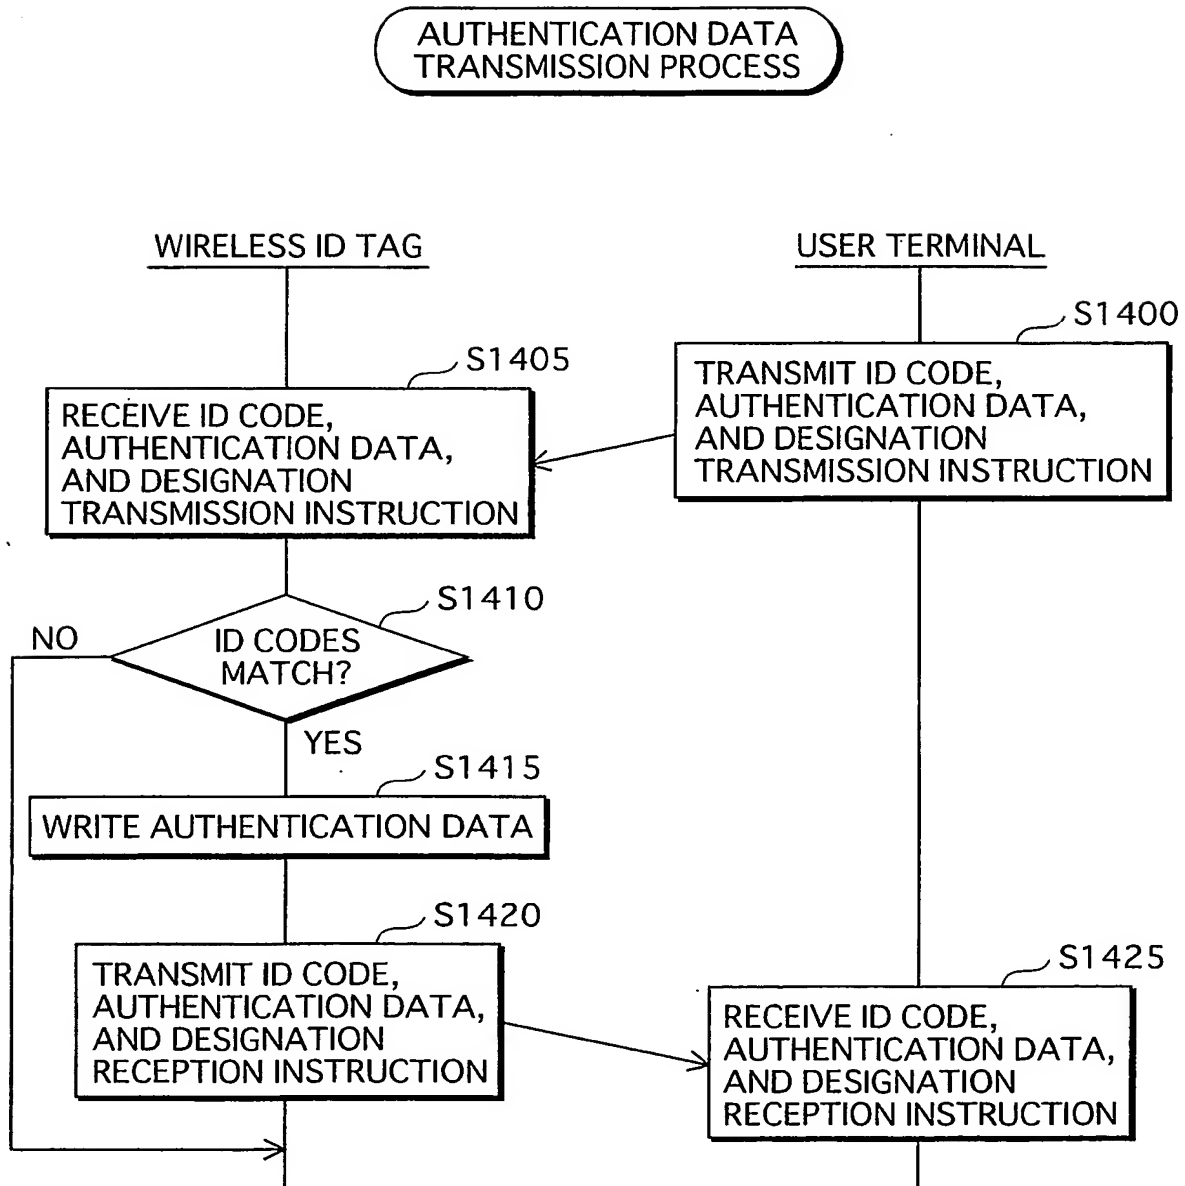 AUTHENTICATION DATA
TRANSMISSION PROCESS
WIRELESS ID TAG
USER TERMINAL
S1400
TRANSMIT ID CODE,
AUTHENTICATION DATA,
AND DESIGNATION
TRANSMISSION INSTRUCTION
S1405
RECEIVE ID CODE,
AUTHENTICATION DATA,
AND DESIGNATION
TRANSMISSION INSTRUCTION
S1410
NO
ID CODES
MATCH?
YES
S1415
WRITE AUTHENTICATION DATA
S1420
TRANSMIT ID CODE,
AUTHENTICATION DATA,
AND DESIGNATION
RECEPTION INSTRUCTION
S1425
RECEIVE ID CODE,
AUTHENTICATION DATA,
AND DESIGNATION
RECEPTION INSTRUCTION